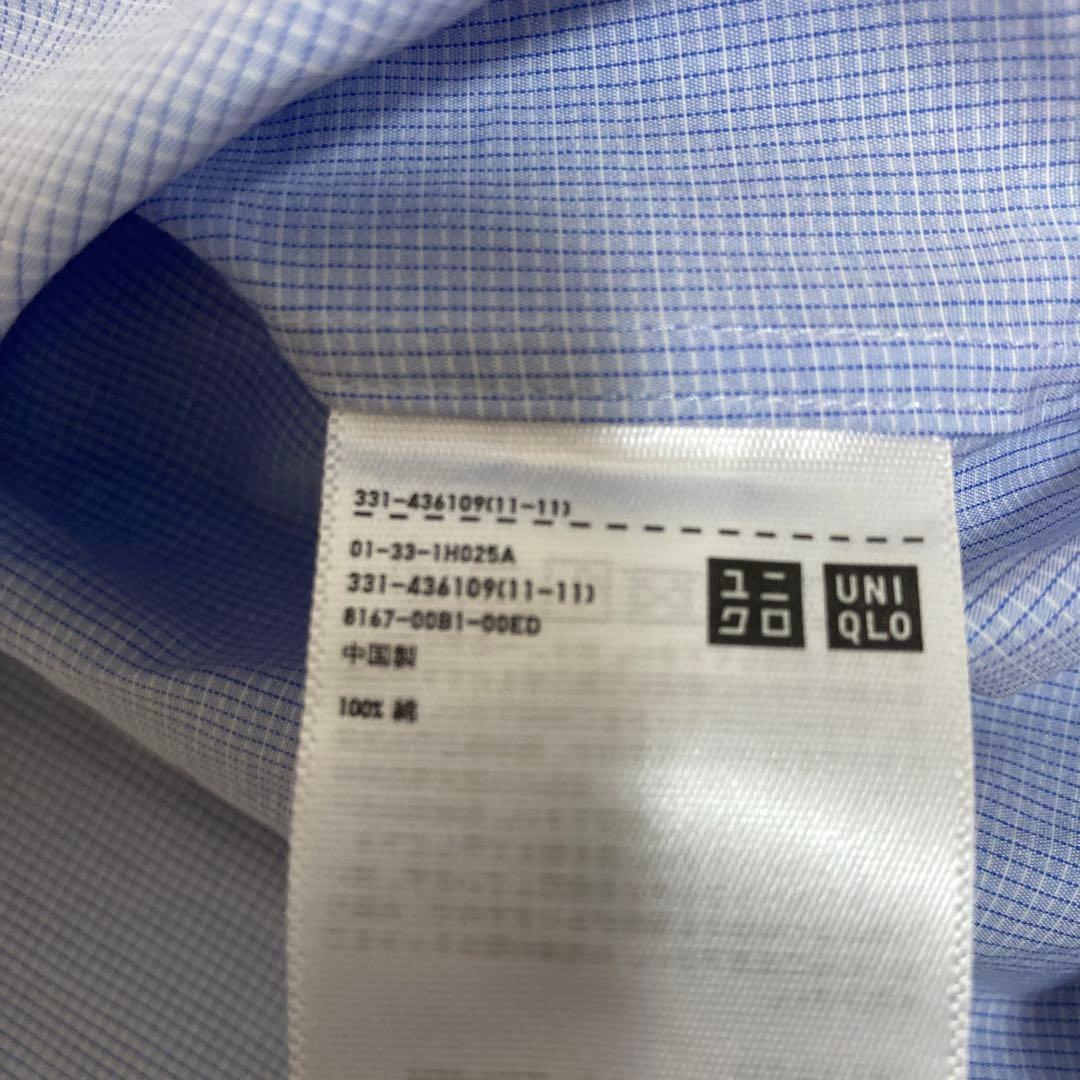 331-436109(11-11)
01-33-1H025A
331-436109(11-11)
8167-00B1-00ED
中国製
100% 綿
ユニ
クロ
UNI
QLO